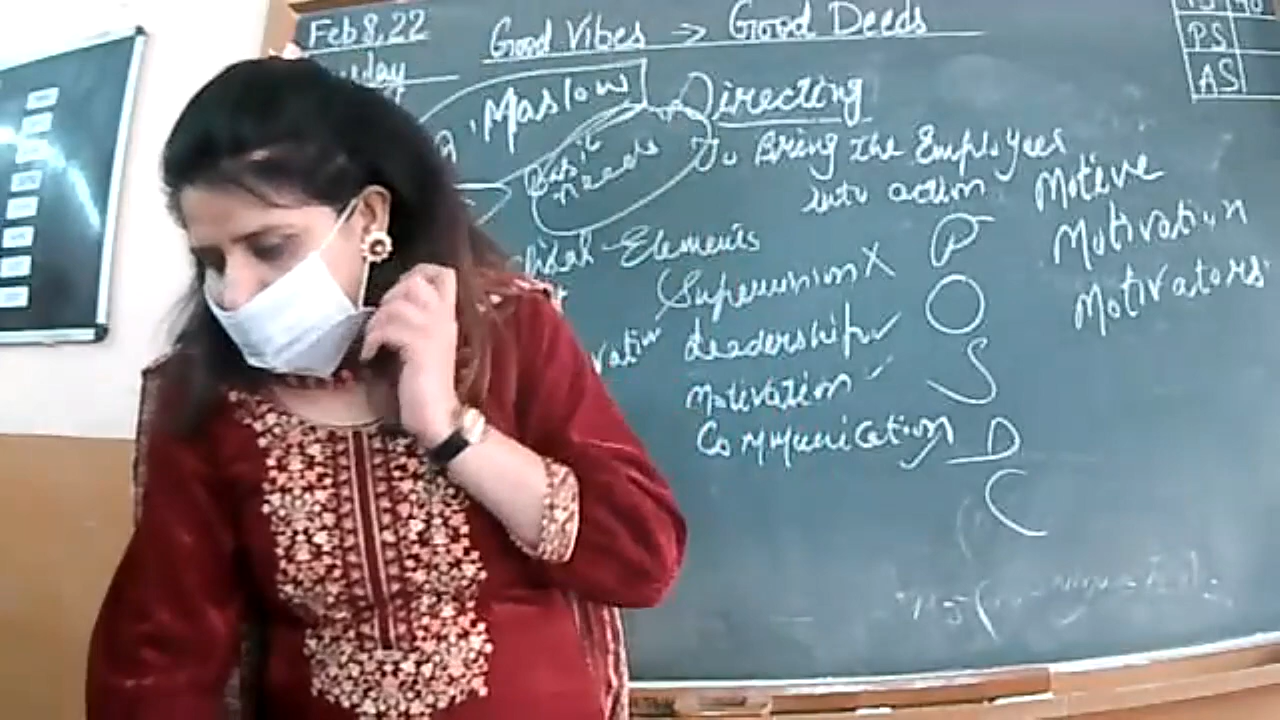 Feb 8, 22
Good Vibes → Good Deeds
Maslow
Directing
Basic
needs
To Bring the Employees
into action
Motive
Motivation
Motivators
Elements
Supervision X
Leadership ✓
Motivation
Communication
P
O
S
D
C
PS
AS